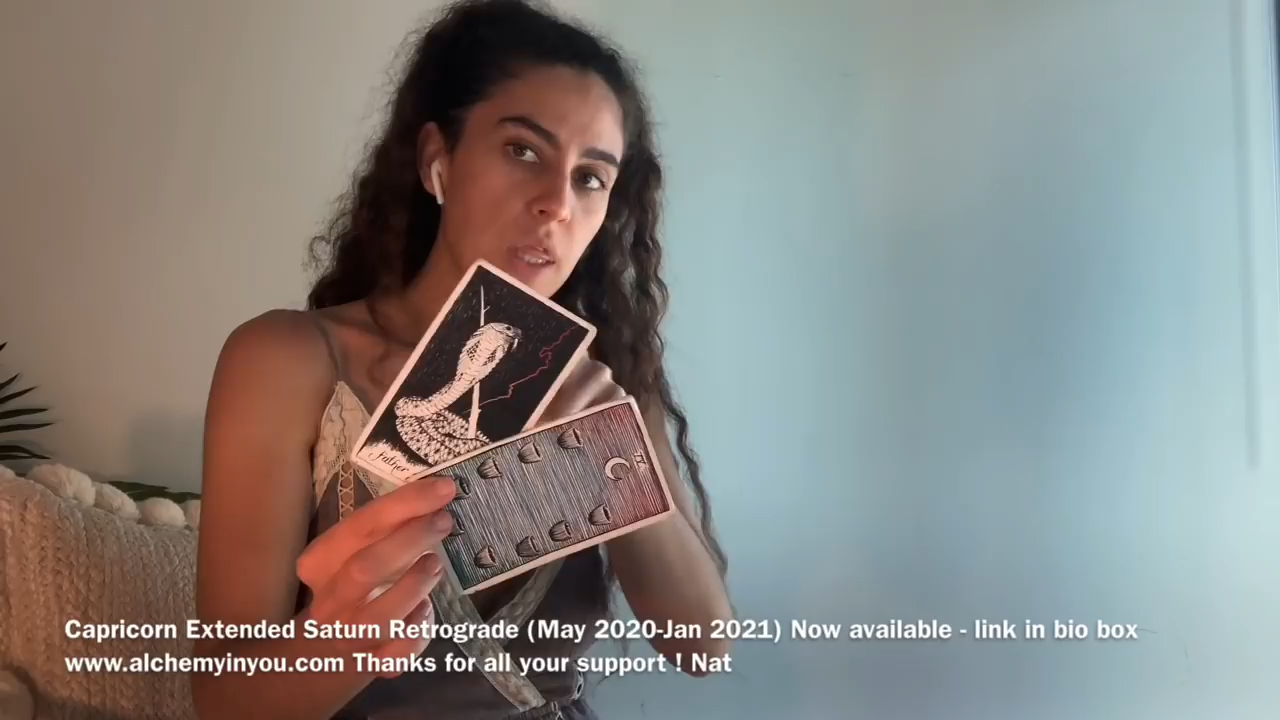 Father
Capricorn Extended Saturn Retrograde (May 2020-Jan 2021) Now available - link in bio box
www.alchemyinyou.com Thanks for all your support ! Nat